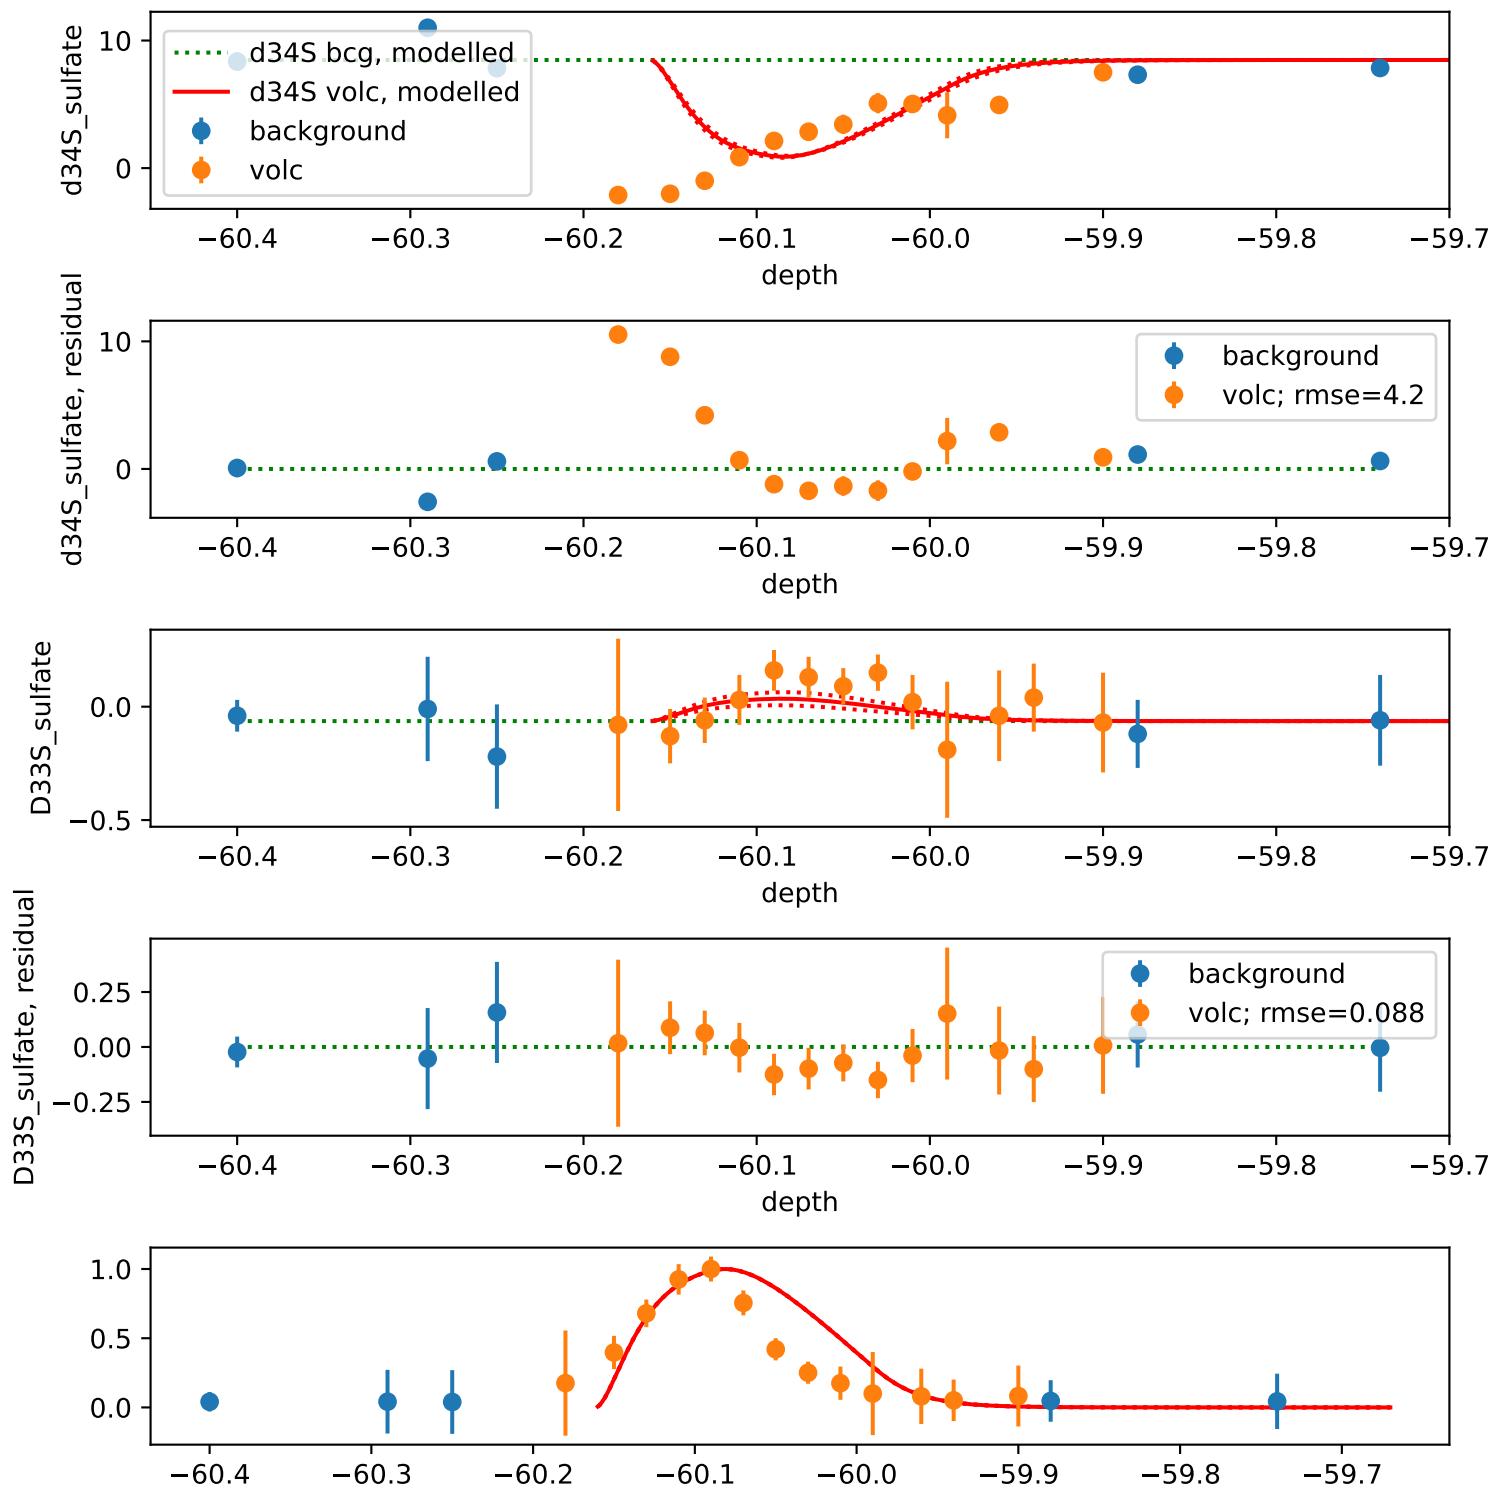 d34S_sulfate
10
0
d34S bcg, modelled
d34S volc, modelled
background
volc
−60.4 −60.3 −60.2 −60.1 −60.0 −59.9 −59.8 −59.7
depth
d34S_sulfate, residual
10
0
background
volc; rmse=4.2
−60.4 −60.3 −60.2 −60.1 −60.0 −59.9 −59.8 −59.7
depth
D33S_sulfate
0.0
−0.5
−60.4 −60.3 −60.2 −60.1 −60.0 −59.9 −59.8 −59.7
depth
D33S_sulfate, residual
0.25
0.00
−0.25
background
volc; rmse=0.088
−60.4 −60.3 −60.2 −60.1 −60.0 −59.9 −59.8 −59.7
depth
1.0
0.5
0.0
−60.4 −60.3 −60.2 −60.1 −60.0 −59.9 −59.8 −59.7